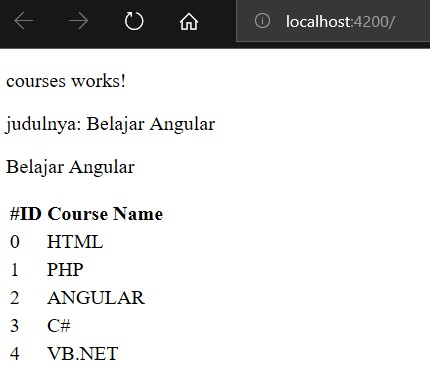 localhost:4200/
courses works!
judulnya: Belajar Angular
Belajar Angular
#ID Course Name
0 HTML
1 PHP
2 ANGULAR
3 C#
4 VB.NET